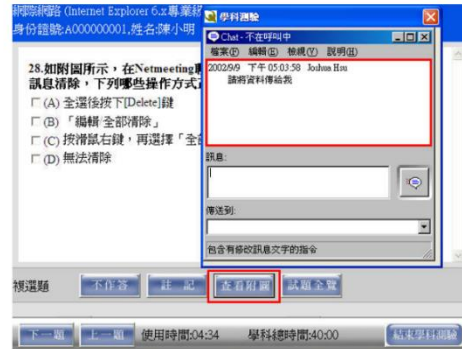 網際網路 (Internet Explorer 6.x專業
身份證號:A000000001,姓名:陳小明
學科測驗
Chat - 不在呼叫中
檔案(F) 編輯(E) 檢視(V) 說明(H)
2002/9/9 下午 05:03:58 Joshua Hsu
請將資料傳給我
28.如附圖所示,在Netmeeting
訊息清除,下列哪些操作方式
(A) 全選後按下[Delete]鍵
(B) 「編輯\全部清除」
(C) 按滑鼠右鍵,再選擇「全
(D) 無法清除
訊息:
傳送到:
包含有修改訊息文字的指令
複選題
不作答
註 記
查看附圖
試題全覽
下一題
上一題
使用時間:04:34
學科總時間:40:00
結束學科測驗